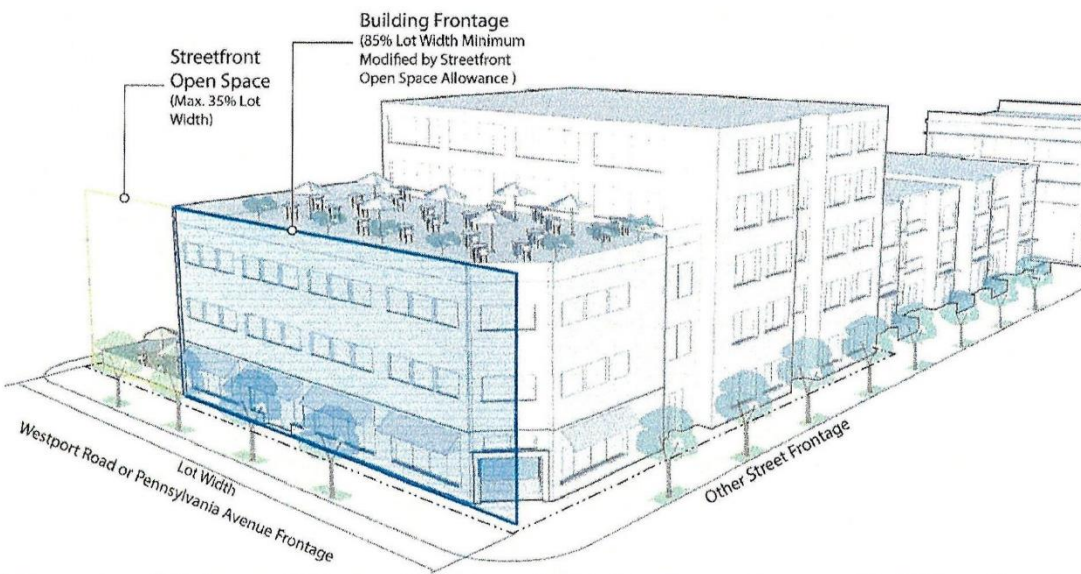 Building Frontage
(85% Lot Width Minimum
Modified by Streetfront
Open Space Allowance )
Streetfront
Open Space
(Max. 35% Lot
Width)
Other Street Frontage
Lot Width
Westport Road or Pennsylvania Avenue Frontage